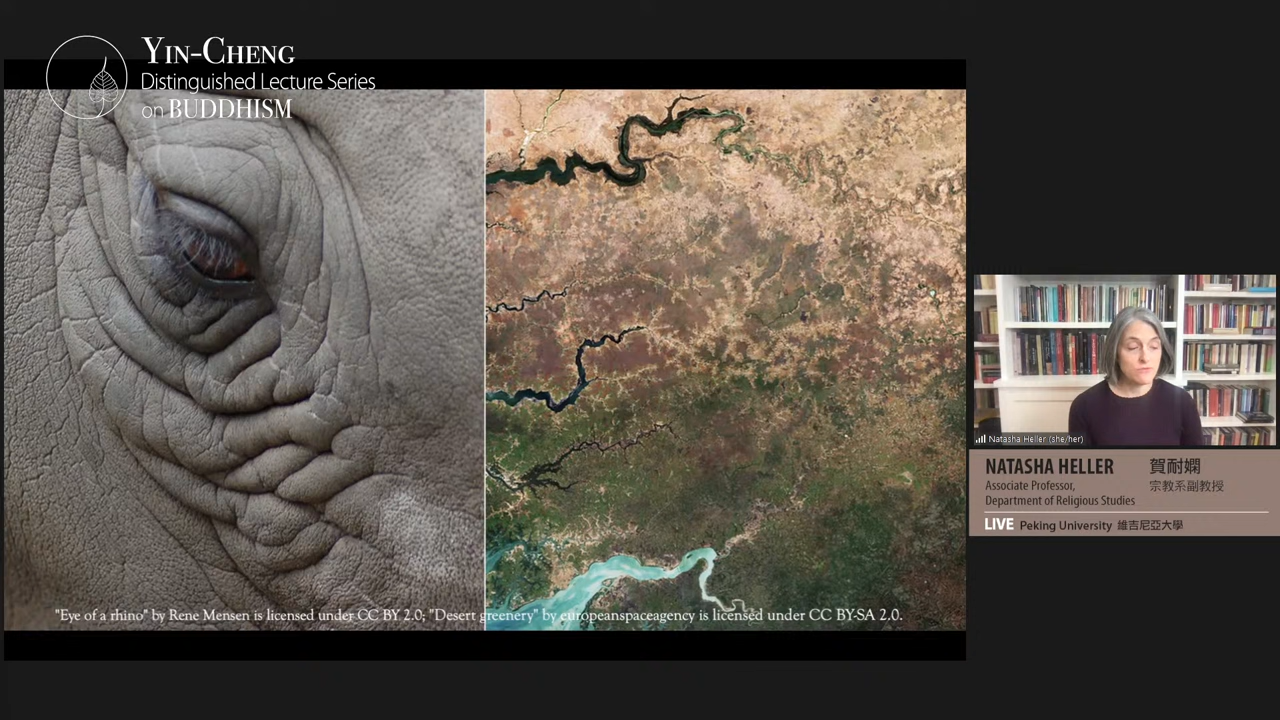 YIN-CHENG
Distinguished Lecture Series
on BUDDHISM
"Eye of a rhino" by Rene Mensen is licensed under CC BY 2.0; "Desert greenery" by europeanspaceagency is licensed under CC BY-SA 2.0.
Natasha Heller (she/her)
NATASHA HELLER 賀耐嫻
Associate Professor, 宗教系副教授
Department of Religious Studies
LIVE Peking University 維吉尼亞大學